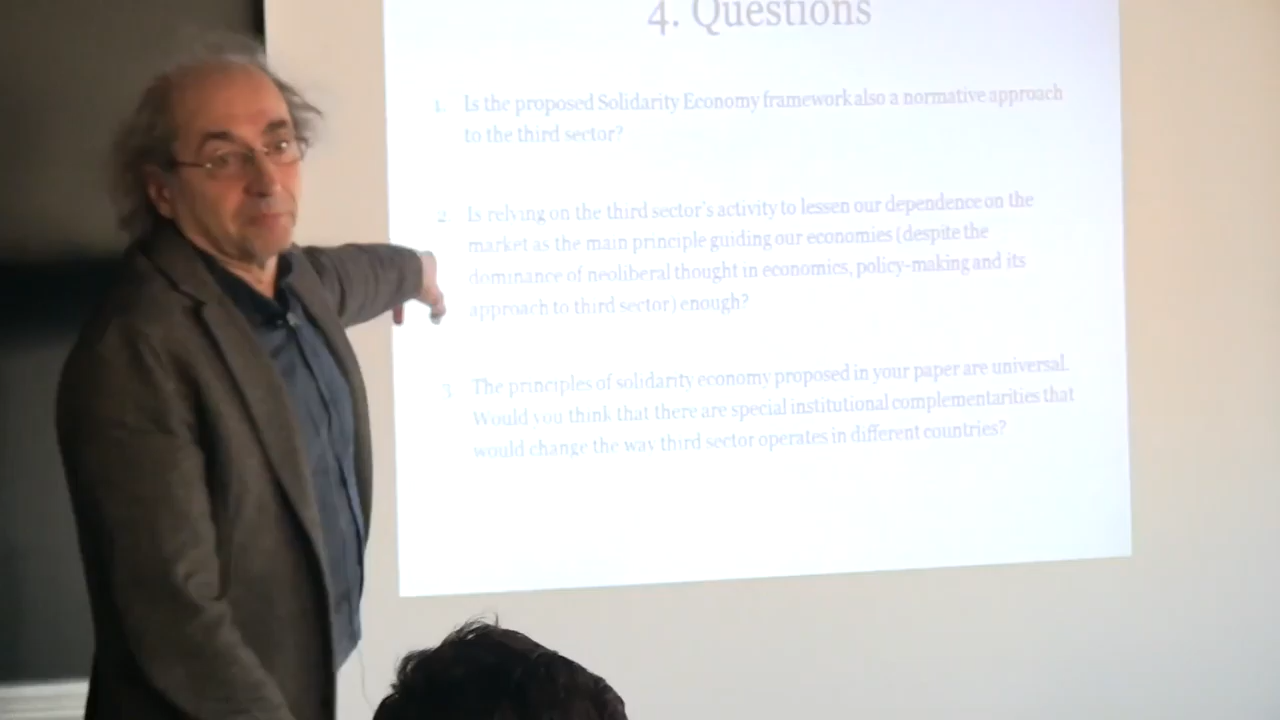 4. Questions
1. Is the proposed Solidarity Economy framework also a normative approach
to the third sector?
2. Is relying on the third sector's activity to lessen our dependence on the
market as the main principle guiding our economies (despite the
dominance of neoliberal thought in economics, policy-making and its
approach to third sector) enough?
3. The principles of solidarity economy proposed in your paper are universal.
Would you think that there are special institutional complementarities that
would change the way third sector operates in different countries?